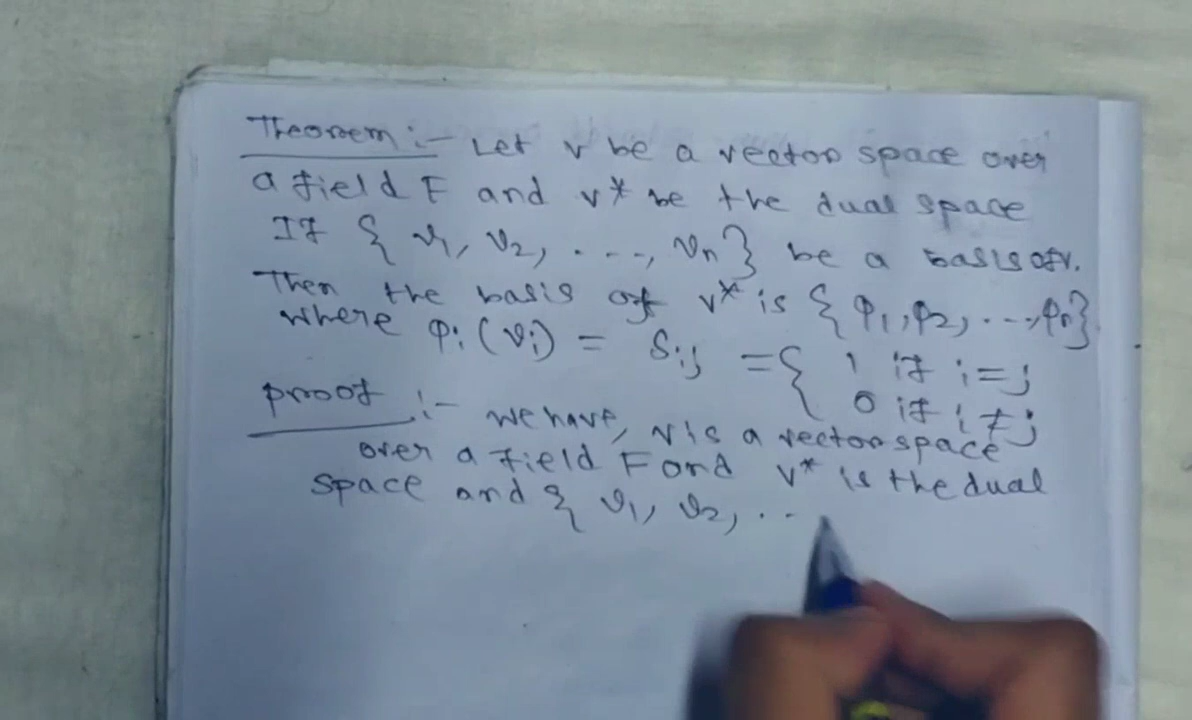 Theorem :- Let V be a vector space over
a field F and V* be the dual space
If { v1, v2, ..., vn } be a basis of V.
Then the basis of V* is { φ1, φ2, ..., φn }
where φi (vi) = δij = { 1 if i = j
0 if i ≠ j
proof :- we have, V is a vector space
over a field F and V* is the dual
space and { v1, v2, ..